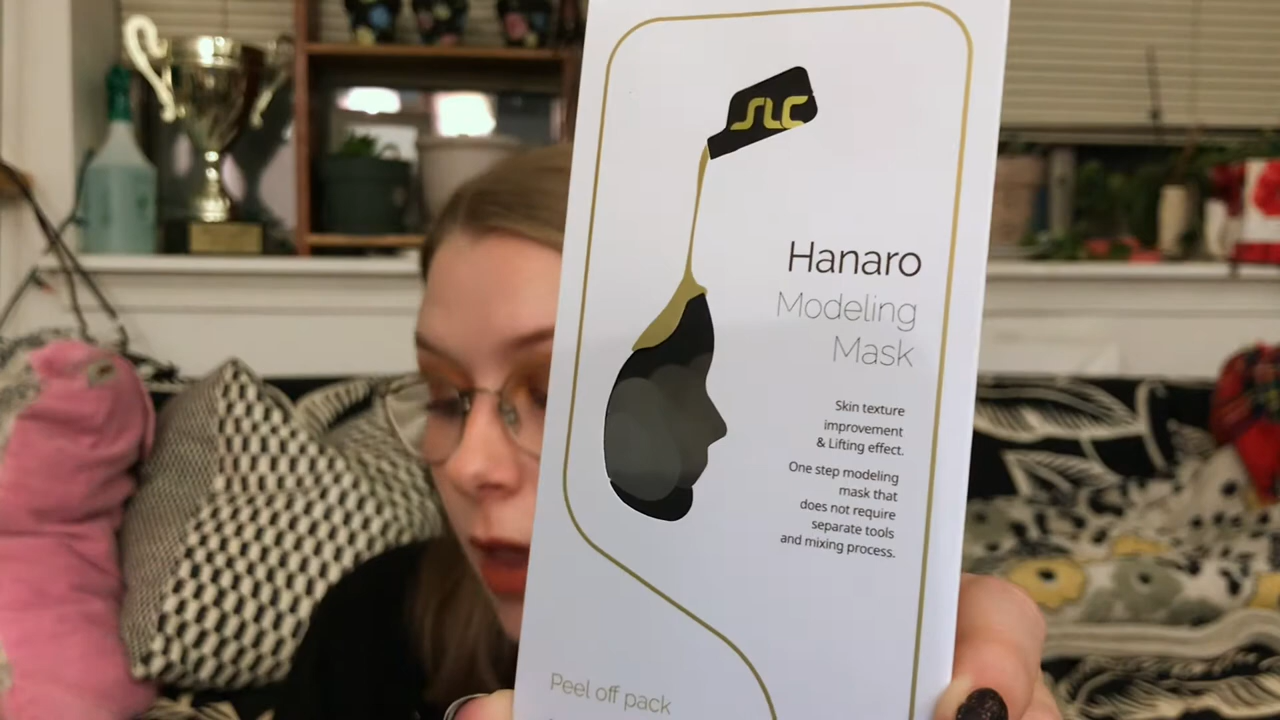 SLC
Hanaro
Modeling
Mask
Skin texture
improvement
& Lifting effect.
One step modeling
mask that
does not require
separate tools
and mixing process.
Peel off pack